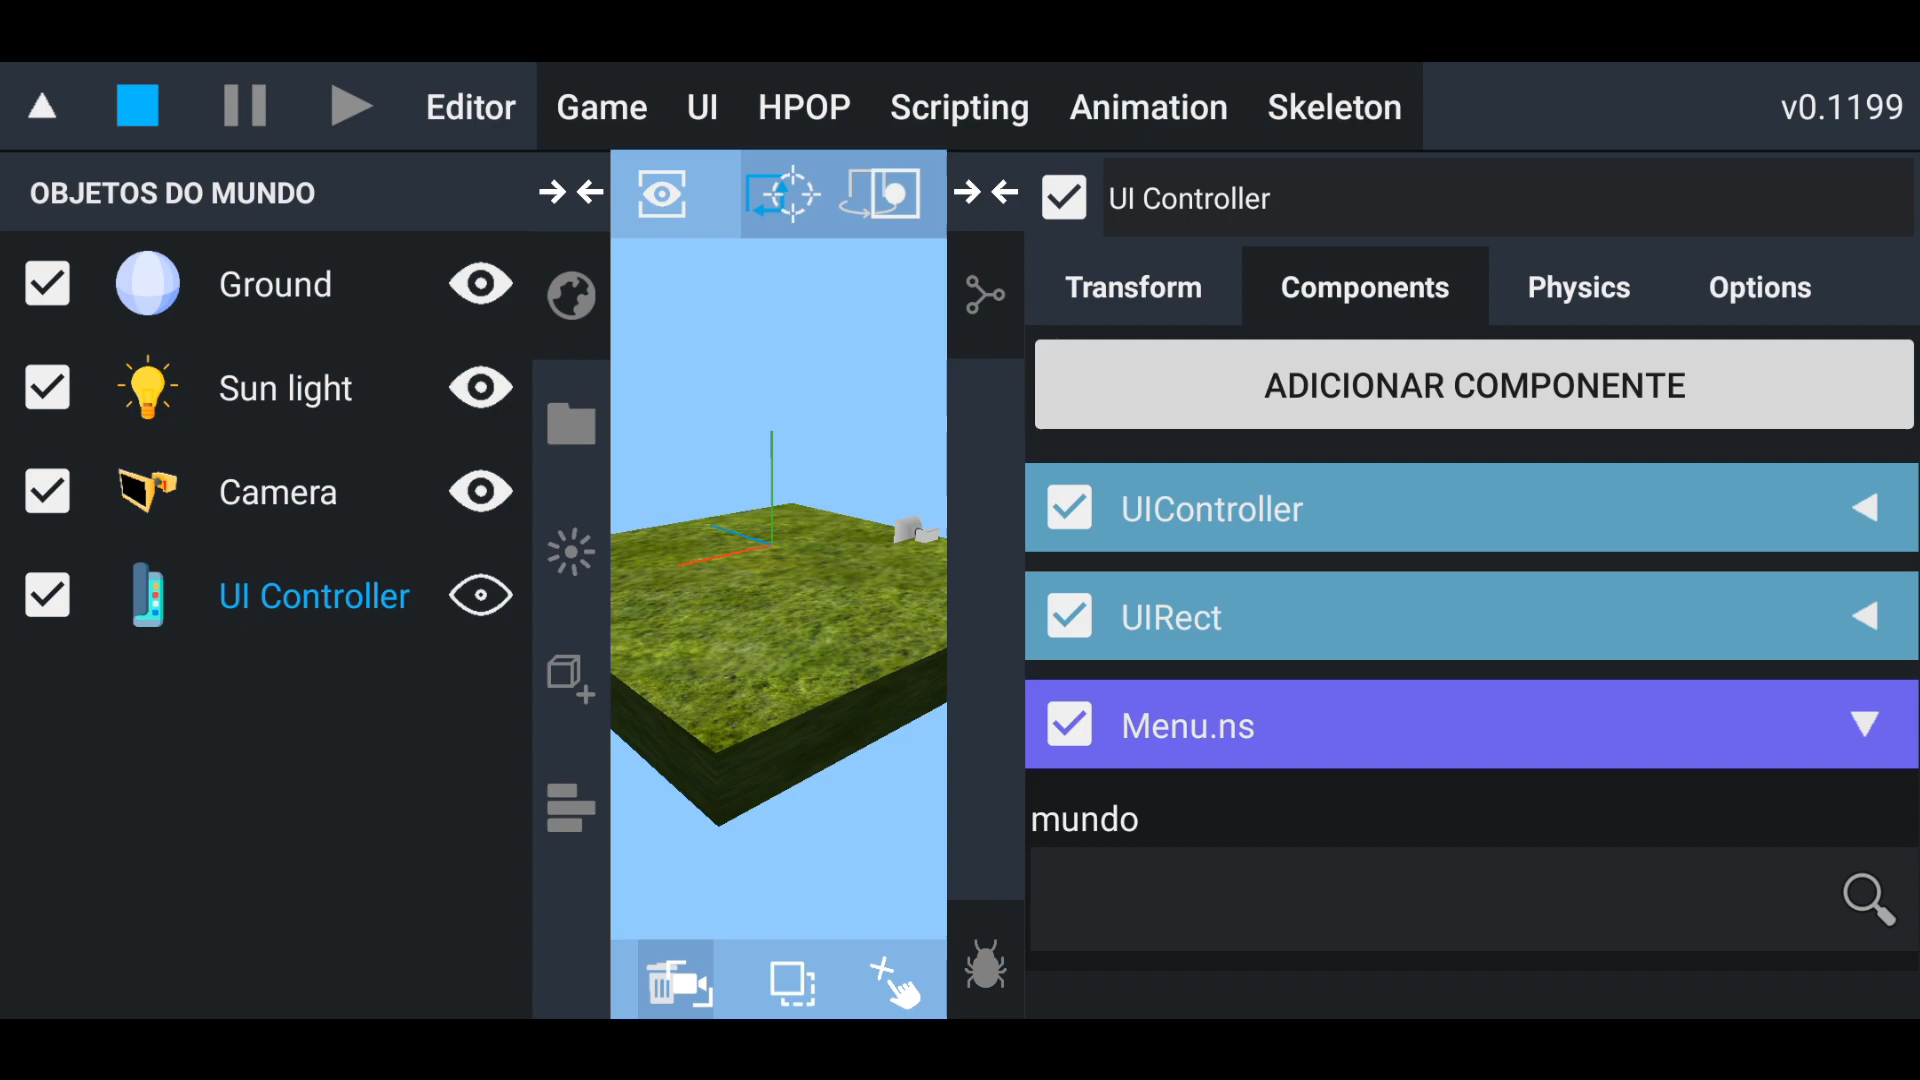 Editor Game UI HPOP Scripting Animation Skeleton v0.1199
OBJETOS DO MUNDO
Ground
Sun light
Camera
UI Controller
UI Controller
Transform Components Physics Options
ADICIONAR COMPONENTE
UIController
UIRect
Menu.ns
mundo